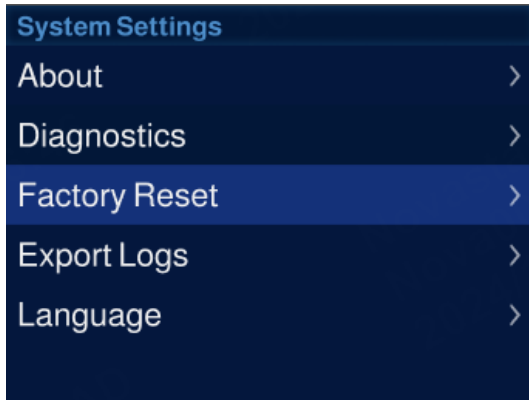 System Settings
About
Diagnostics
Factory Reset
Export Logs
Language